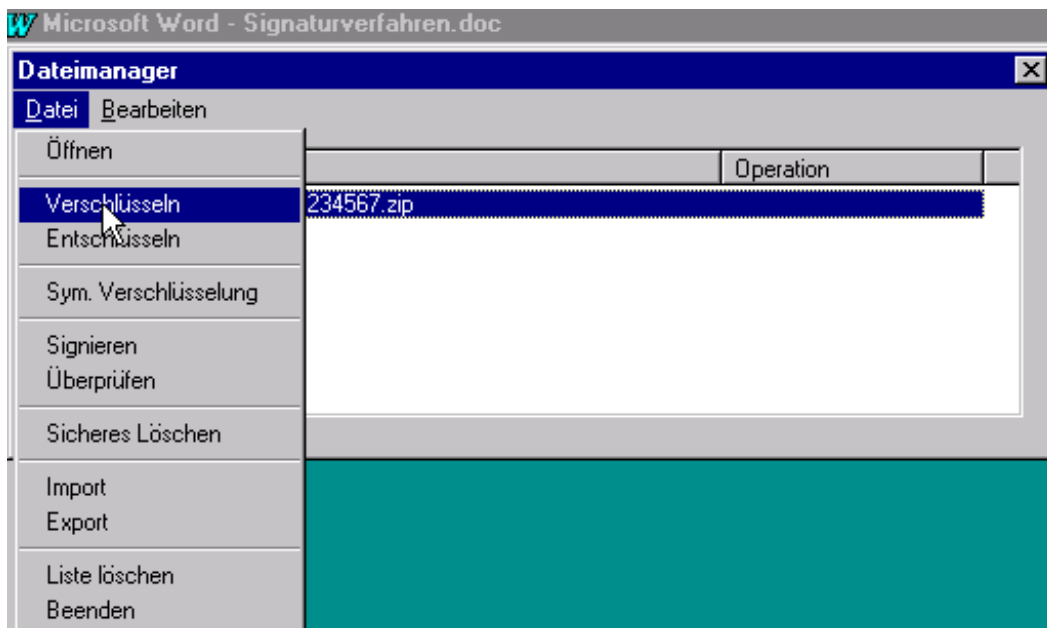 Microsoft Word - Signaturverfahren.doc
Dateimanager
Datei Bearbeiten
Öffnen
Operation
Verschlüsseln
234567.zip
Entschlüsseln
Sym. Verschlüsselung
Signieren
Überprüfen
Sicheres Löschen
Import
Export
Liste löschen
Beenden